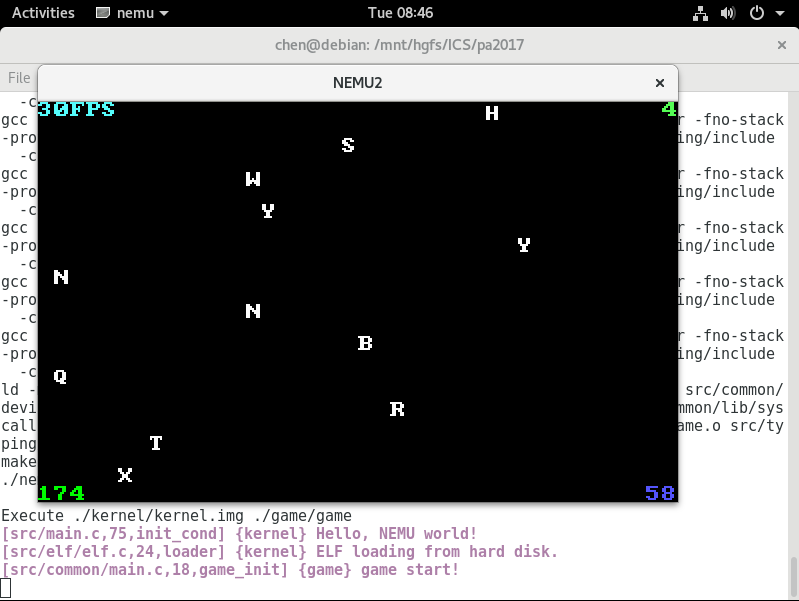 Activities nemu Tue 08:46
chen@debian: /mnt/hgfs/ICS/pa2017 ×
File
NEMU2 ×
-c
30FPS H 4
gcc r -fno-stack
-pro ing/include
S
-c
gcc r -fno-stack
W
-pro ing/include
-c Y
gcc r -fno-stack
-pro Y ing/include
-c
N
gcc r -fno-stack
-pro ing/include
N
-c
gcc B r -fno-stack
-pro ing/include
-c Q
ld - src/common/
devi R mmon/lib/sys
call ame.o src/ty
ping T
make
X
./ne
174 58
Execute ./kernel/kernel.img ./game/game
[src/main.c,75,init_cond] {kernel} Hello, NEMU world!
[src/elf/elf.c,24,loader] {kernel} ELF loading from hard disk.
[src/common/main.c,18,game_init] {game} game start!